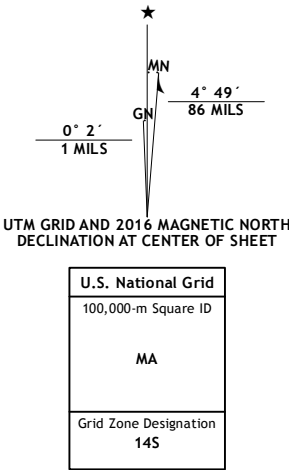 ★
MN
GN
4° 49´
86 MILS
0° 2´
1 MILS
UTM GRID AND 2016 MAGNETIC NORTH
DECLINATION AT CENTER OF SHEET
U.S. National Grid
100,000-m Square ID
MA
Grid Zone Designation
14S